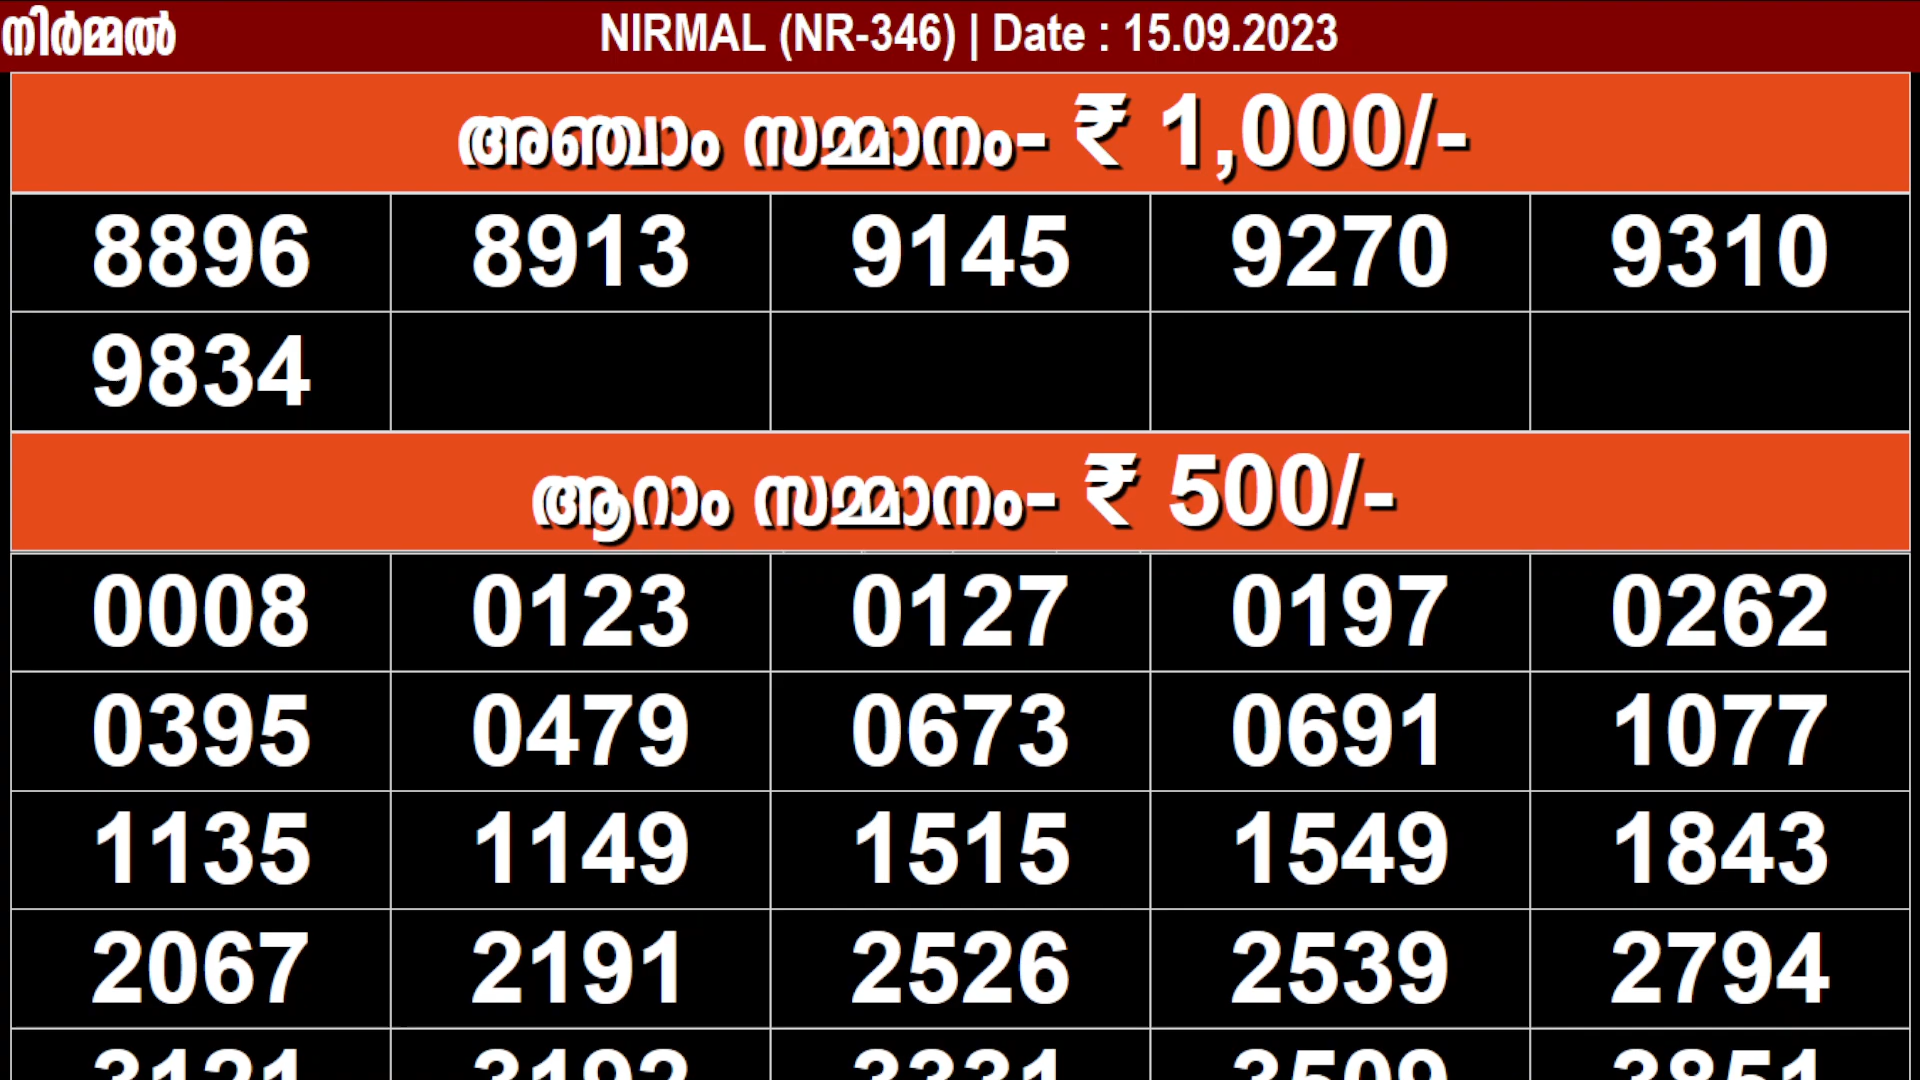 നിർമ്മൽ NIRMAL (NR-346) | Date : 15.09.2023
അഞ്ചാം സമ്മാനം- ₹ 1,000/-
8896 8913 9145 9270 9310
9834
ആറാം സമ്മാനം- ₹ 500/-
0008 0123 0127 0197 0262
0395 0479 0673 0691 1077
1135 1149 1515 1549 1843
2067 2191 2526 2539 2794
3121 3192 3331 3509 3851